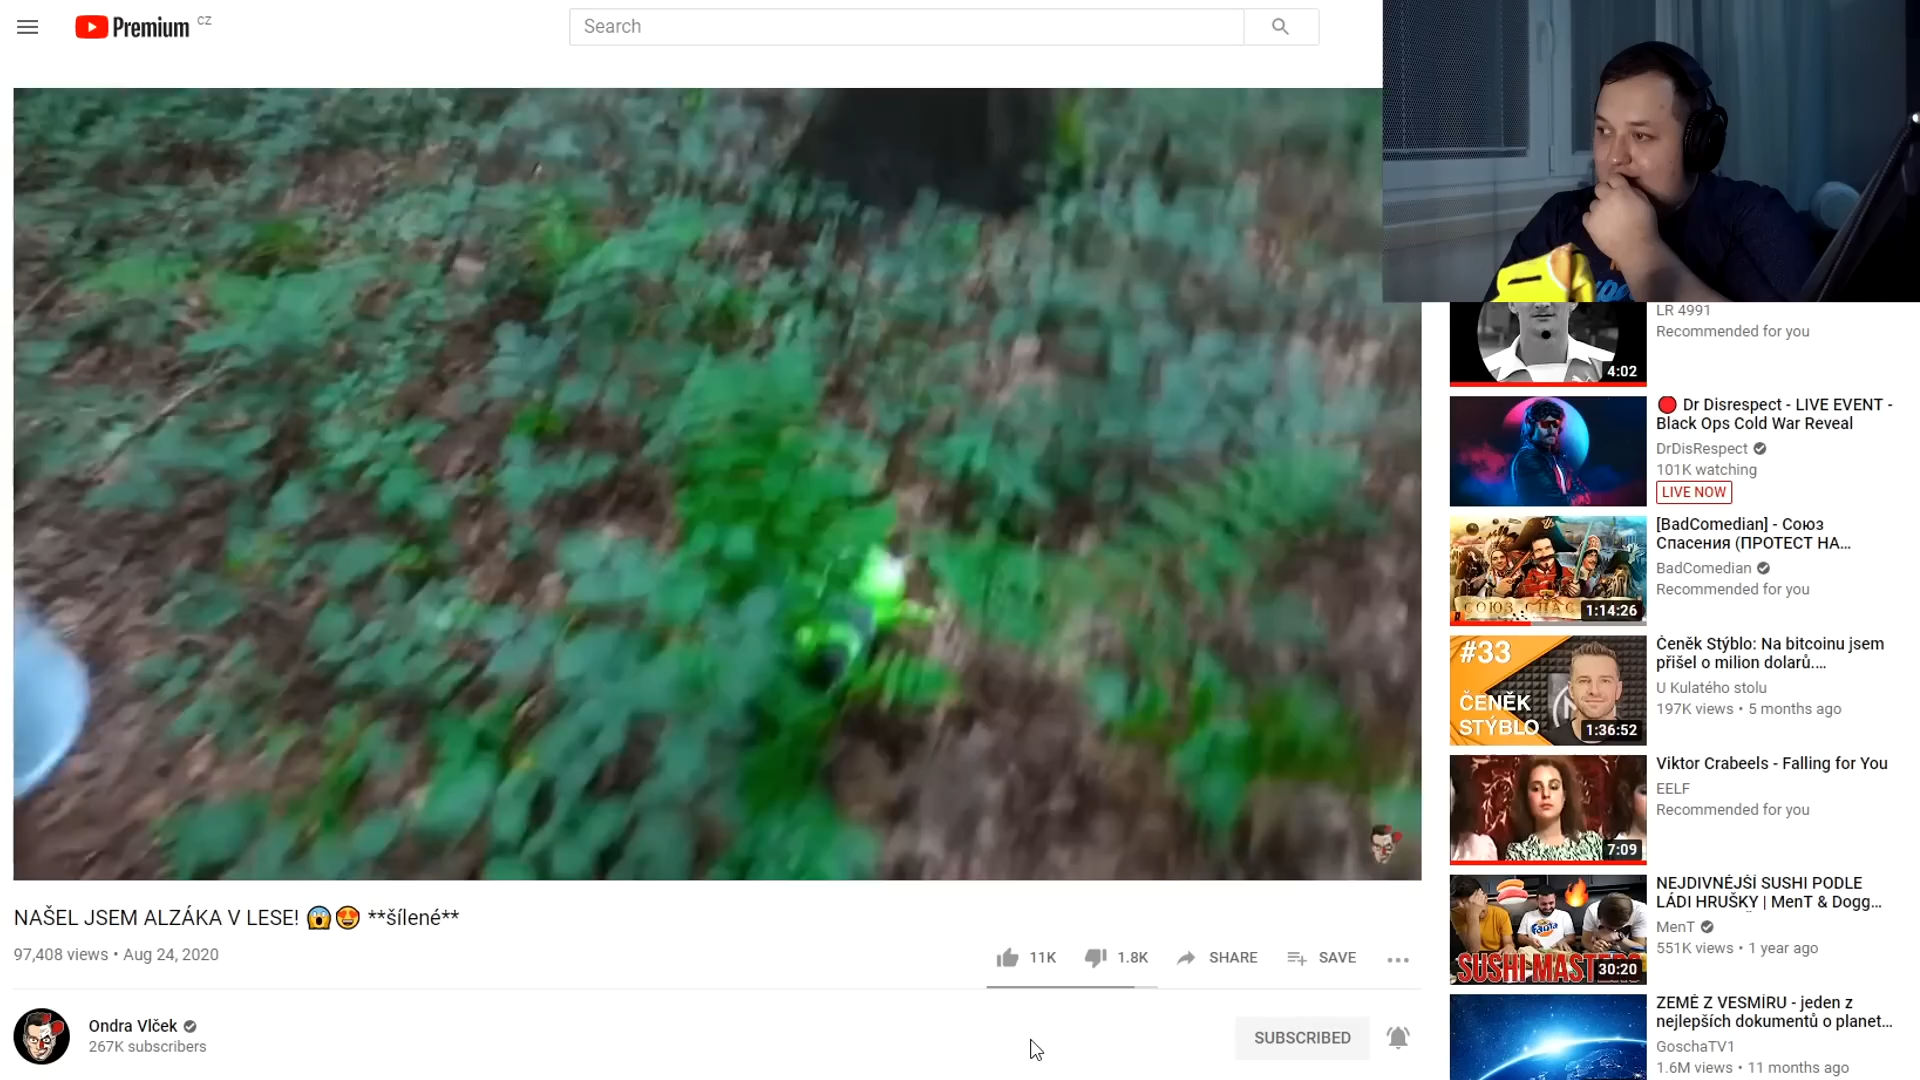 Premium CZ
Search
LR 4991
Recommended for you
4:02
Dr Disrespect - LIVE EVENT -
Black Ops Cold War Reveal
DrDisRespect
101K watching
LIVE NOW
[BadComedian] - Союз
Спасения (ПРОТЕСТ НА...
BadComedian
Recommended for you
1:14:26
#33
ČENĚK
STÝBLO
1:36:52
Čeněk Stýblo: Na bitcoinu jsem
přišel o milion dolarů....
U Kulatého stolu
197K views • 5 months ago
Viktor Crabeels - Falling for You
EELF
Recommended for you
7:09
NEJDIVNĚJŠÍ SUSHI PODLE
LÁDI HRUŠKY | MenT & Dogg...
MenT
551K views • 1 year ago
Fanta
SUSHI MASTERS
30:20
ZEMĚ Z VESMÍRU - jeden z
nejlepších dokumentů o planet...
GoschaTV1
1.6M views • 11 months ago
NAŠEL JSEM ALZÁKA V LESE! 😱😍 **šílené**
97,408 views • Aug 24, 2020
11K
1.8K
SHARE
SAVE
Ondra Vlček
267K subscribers
SUBSCRIBED